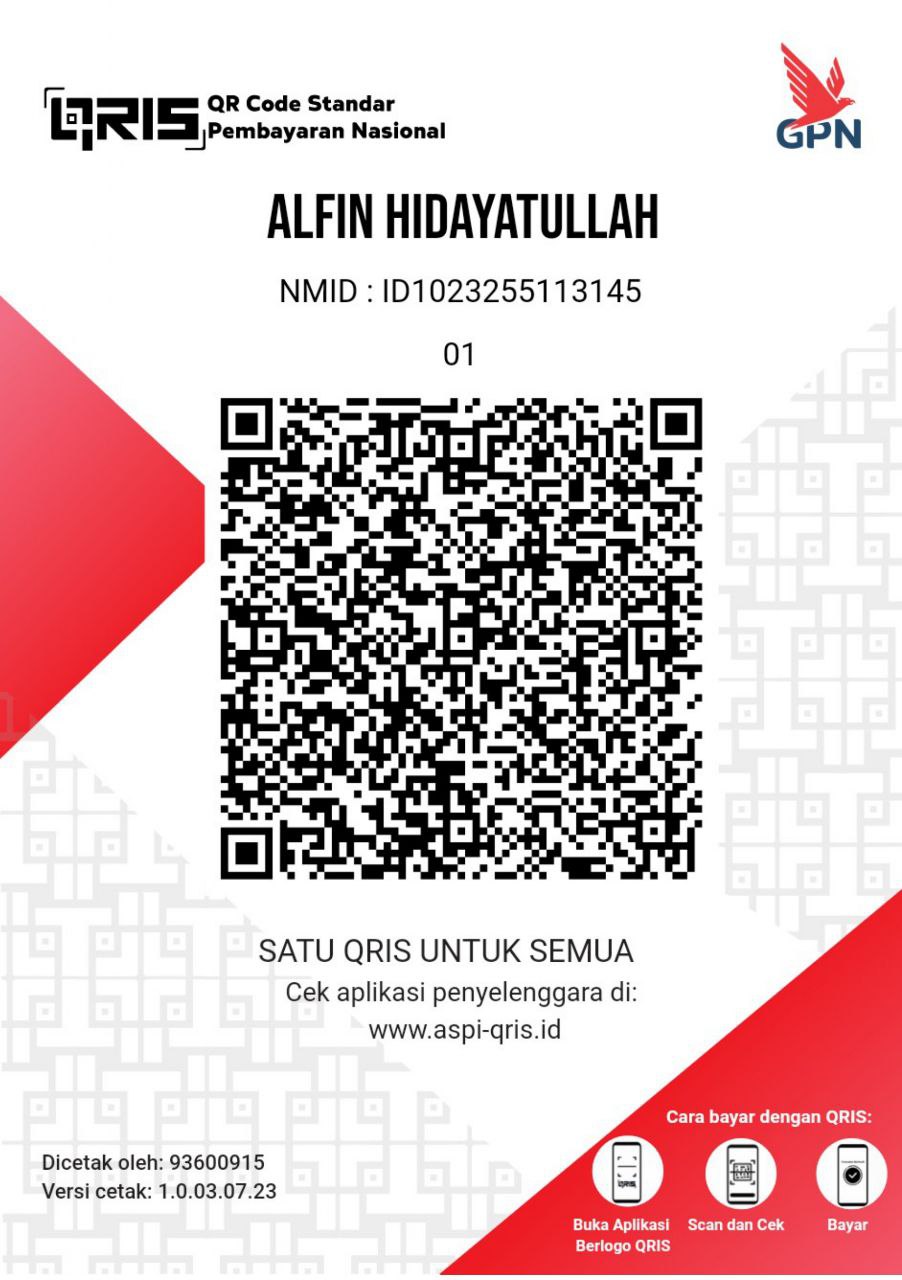 QRIS QR Code Standar
Pembayaran Nasional
GPN
ALFIN HIDAYATULLAH
NMID : ID1023255113145
01
SATU QRIS UNTUK SEMUA
Cek aplikasi penyelenggara di:
www.aspi-qris.id
Dicetak oleh: 93600915
Versi cetak: 1.0.03.07.23
Cara bayar dengan QRIS:
QRIS
Buka Aplikasi
Berlogo QRIS
Scan dan Cek
Bayar